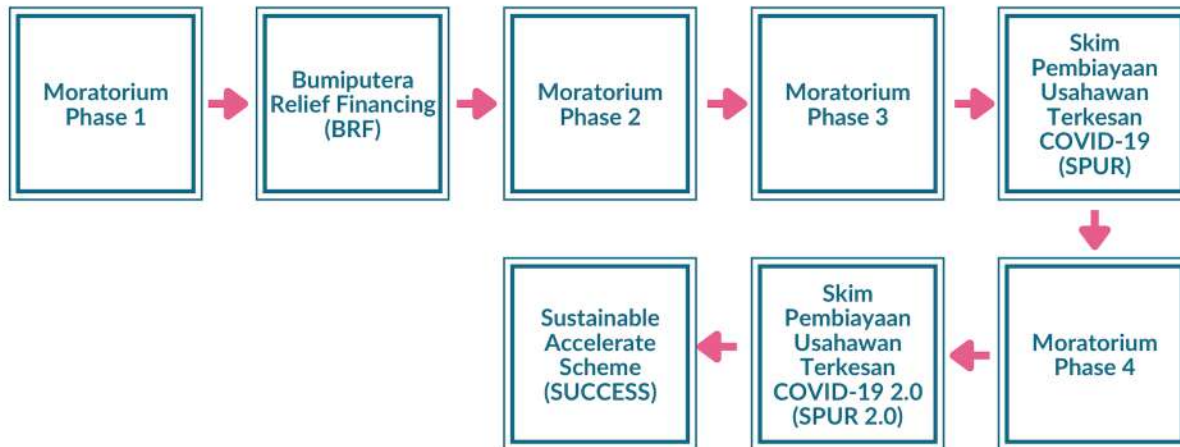 Moratorium
Phase 1
Bumiputera
Relief Financing
(BRF)
Moratorium
Phase 2
Moratorium
Phase 3
Skim
Pembiayaan
Usahawan
Terkesan
COVID-19
(SPUR)
Moratorium
Phase 4
Skim
Pembiayaan
Usahawan
Terkesan
COVID-19 2.0
(SPUR 2.0)
Sustainable
Accelerate
Scheme
(SUCCESS)